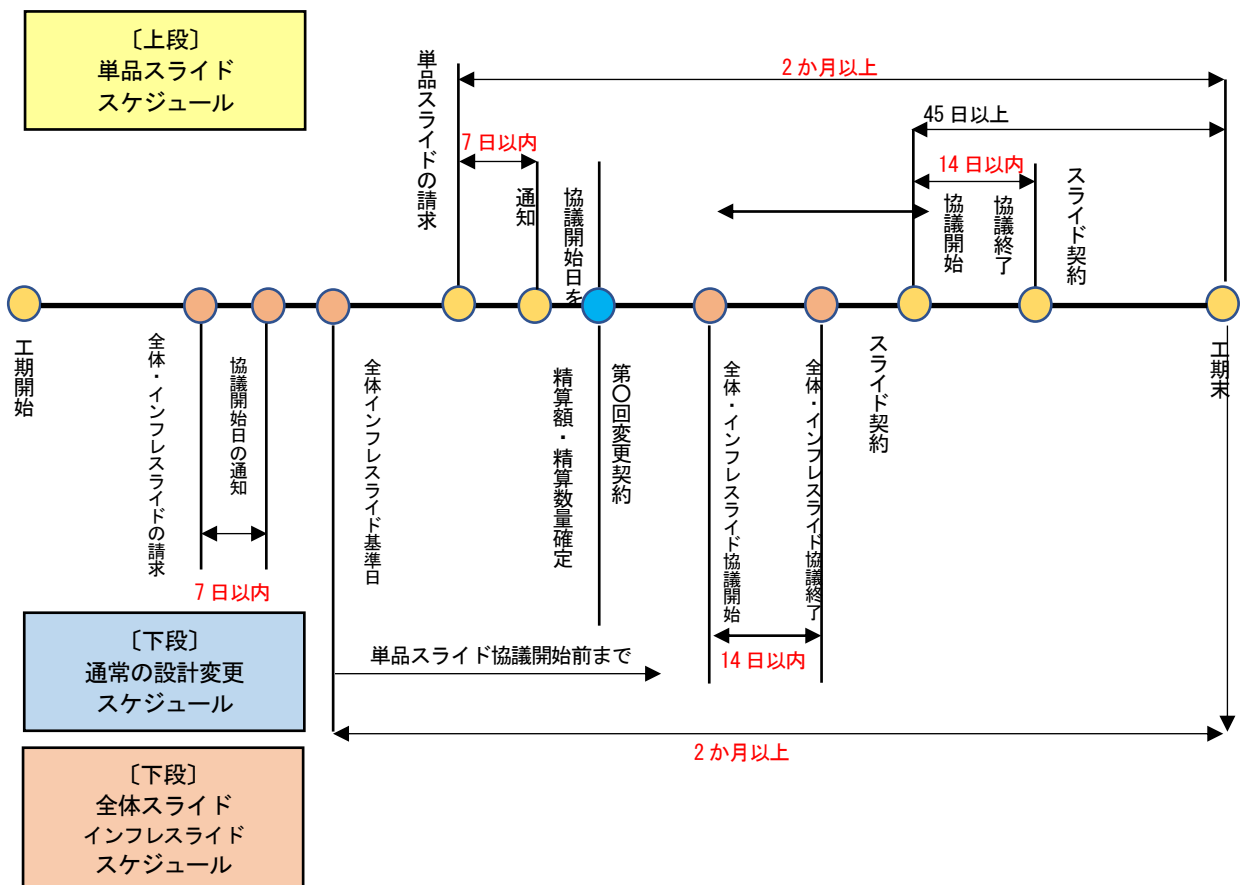 〔上段〕
単品スライド
スケジュール
単品スライドの請求
2か月以上
7日以内
通知
協議開始日を
45日以上
14日以内
協議開始
協議終了
スライド契約
工期開始
全体・インフレスライドの請求
協議開始日の通知
7日以内
全体インフレスライド基準日
精算額・精算数量確定
第〇回変更契約
全体・インフレスライド協議開始
全体・インフレスライド協議終了
スライド契約
工期末
単品スライド協議開始前まで
14日以内
2か月以上
〔下段〕
通常の設計変更
スケジュール
〔下段〕
全体スライド
インフレスライド
スケジュール